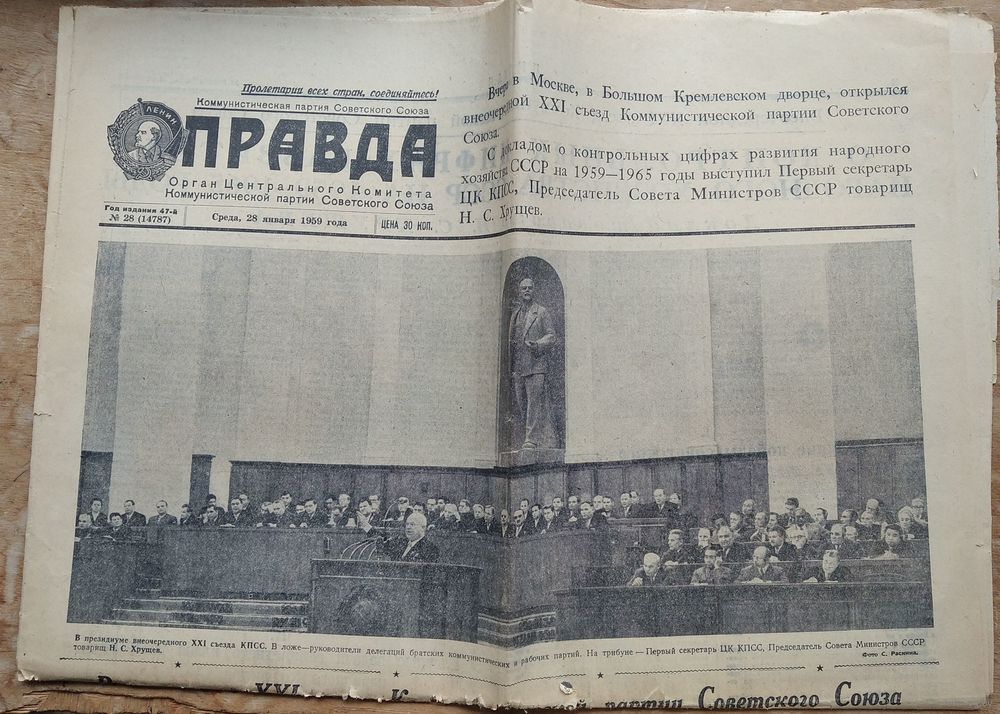 Пролетарии всех стран, соединяйтесь!
Коммунистическая партия Советского Союза
ЛЕНИН
ПРАВДА
Орган Центрального Комитета
Коммунистической партии Советского Союза
Год издания 47-й
№ 28 (14787)
Среда, 28 января 1959 года
ЦЕНА 30 КОП.
Вчера в Москве, в Большом Кремлевском дворце, открылся
внеочередной XXI съезд Коммунистической партии Советского
Союза.
С докладом о контрольных цифрах развития народного
хозяйства СССР на 1959—1965 годы выступил Первый секретарь
ЦК КПСС, Председатель Совета Министров СССР товарищ
Н. С. Хрущев.
В президиуме внеочередного XXI съезда КПСС. В ложе—руководители делегаций братских коммунистических и рабочих партий. На трибуне — Первый секретарь ЦК КПСС, Председатель Совета Министров СССР
товарищ Н. С. Хрущев.
Фото С. Раскина.
XXI партии Советского Союза